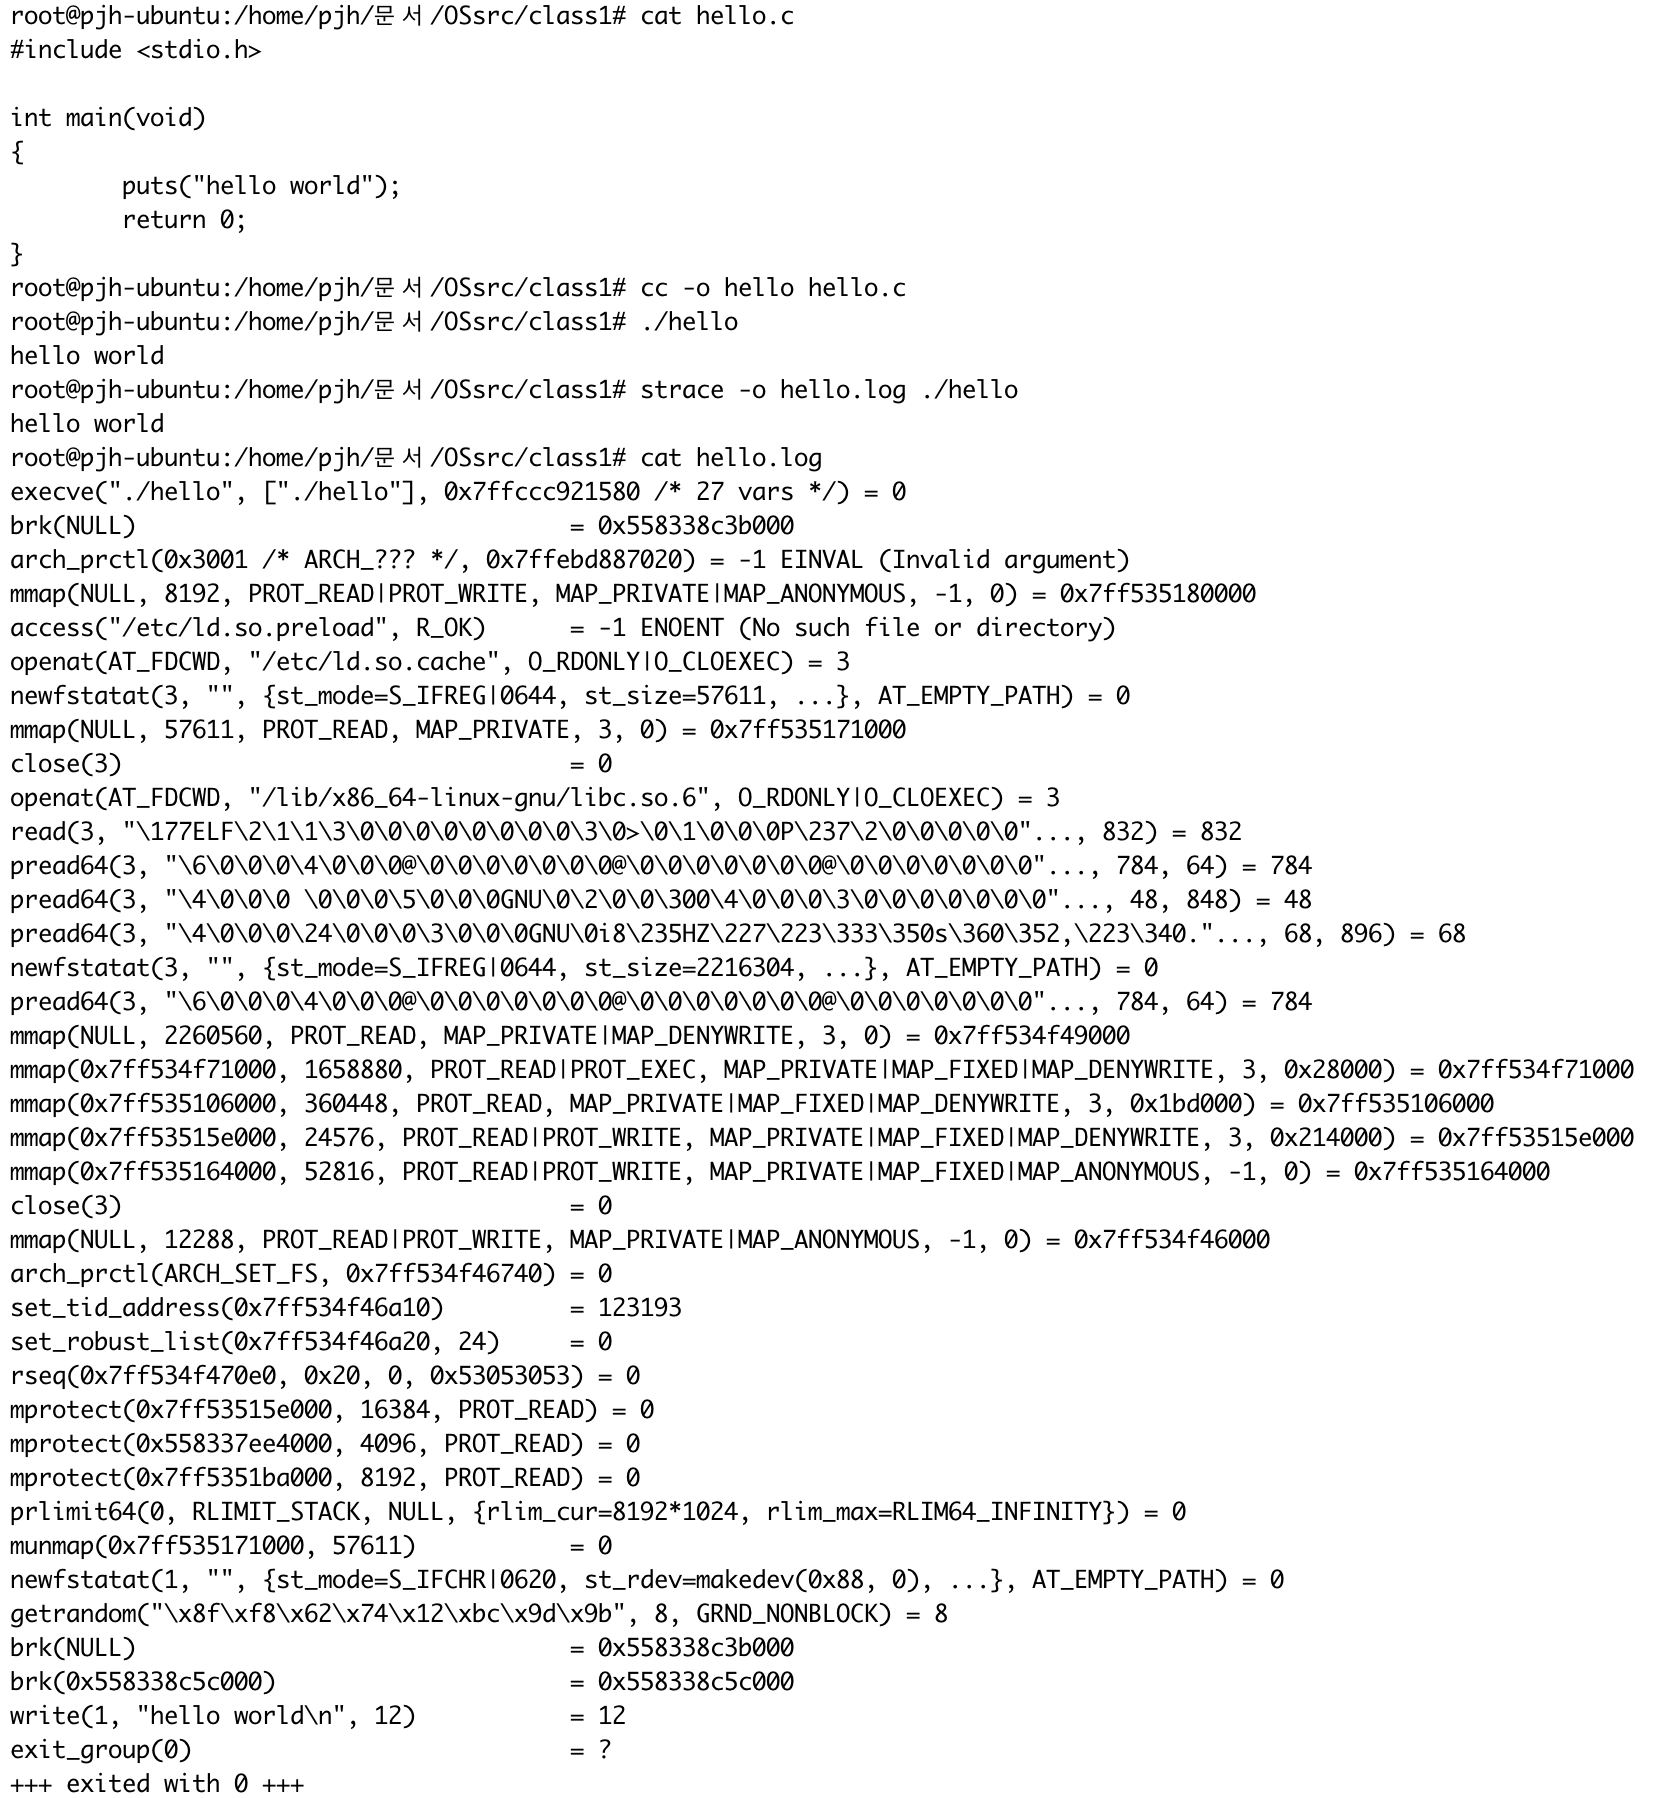 root@pjh-ubuntu:/home/pjh/문서/OSsrc/class1# cat hello.c
#include <stdio.h>

int main(void)
{
        puts("hello world");
        return 0;
}
root@pjh-ubuntu:/home/pjh/문서/OSsrc/class1# cc -o hello hello.c
root@pjh-ubuntu:/home/pjh/문서/OSsrc/class1# ./hello
hello world
root@pjh-ubuntu:/home/pjh/문서/OSsrc/class1# strace -o hello.log ./hello
hello world
root@pjh-ubuntu:/home/pjh/문서/OSsrc/class1# cat hello.log
execve("./hello", ["./hello"], 0x7ffccc921580 /* 27 vars */) = 0
brk(NULL)                               = 0x558338c3b000
arch_prctl(0x3001 /* ARCH_??? */, 0x7ffebd887020) = -1 EINVAL (Invalid argument)
mmap(NULL, 8192, PROT_READ|PROT_WRITE, MAP_PRIVATE|MAP_ANONYMOUS, -1, 0) = 0x7ff535180000
access("/etc/ld.so.preload", R_OK)      = -1 ENOENT (No such file or directory)
openat(AT_FDCWD, "/etc/ld.so.cache", O_RDONLY|O_CLOEXEC) = 3
newfstatat(3, "", {st_mode=S_IFREG|0644, st_size=57611, ...}, AT_EMPTY_PATH) = 0
mmap(NULL, 57611, PROT_READ, MAP_PRIVATE, 3, 0) = 0x7ff535171000
close(3)                                = 0
openat(AT_FDCWD, "/lib/x86_64-linux-gnu/libc.so.6", O_RDONLY|O_CLOEXEC) = 3
read(3, "\177ELF\2\1\1\3\0\0\0\0\0\0\0\0\3\0>\0\1\0\0\0P\237\2\0\0\0\0\0"..., 832) = 832
pread64(3, "\6\0\0\0\4\0\0\0@\0\0\0\0\0\0\0@\0\0\0\0\0\0\0@\0\0\0\0\0\0\0"..., 784, 64) = 784
pread64(3, "\4\0\0\0 \0\0\0\5\0\0\0GNU\0\2\0\0\300\4\0\0\0\3\0\0\0\0\0\0\0"..., 48, 848) = 48
pread64(3, "\4\0\0\0\24\0\0\0\3\0\0\0GNU\0i8\235HZ\227\223\333\350s\360\352,\223\340."..., 68, 896) = 68
newfstatat(3, "", {st_mode=S_IFREG|0644, st_size=2216304, ...}, AT_EMPTY_PATH) = 0
pread64(3, "\6\0\0\0\4\0\0\0@\0\0\0\0\0\0\0@\0\0\0\0\0\0\0@\0\0\0\0\0\0\0"..., 784, 64) = 784
mmap(NULL, 2260560, PROT_READ, MAP_PRIVATE|MAP_DENYWRITE, 3, 0) = 0x7ff534f49000
mmap(0x7ff534f71000, 1658880, PROT_READ|PROT_EXEC, MAP_PRIVATE|MAP_FIXED|MAP_DENYWRITE, 3, 0x28000) = 0x7ff534f71000
mmap(0x7ff535106000, 360448, PROT_READ, MAP_PRIVATE|MAP_FIXED|MAP_DENYWRITE, 3, 0x1bd000) = 0x7ff535106000
mmap(0x7ff53515e000, 24576, PROT_READ|PROT_WRITE, MAP_PRIVATE|MAP_FIXED|MAP_DENYWRITE, 3, 0x214000) = 0x7ff53515e000
mmap(0x7ff535164000, 52816, PROT_READ|PROT_WRITE, MAP_PRIVATE|MAP_FIXED|MAP_ANONYMOUS, -1, 0) = 0x7ff535164000
close(3)                                = 0
mmap(NULL, 12288, PROT_READ|PROT_WRITE, MAP_PRIVATE|MAP_ANONYMOUS, -1, 0) = 0x7ff534f46000
arch_prctl(ARCH_SET_FS, 0x7ff534f46740) = 0
set_tid_address(0x7ff534f46a10)         = 123193
set_robust_list(0x7ff534f46a20, 24)     = 0
rseq(0x7ff534f470e0, 0x20, 0, 0x53053053) = 0
mprotect(0x7ff53515e000, 16384, PROT_READ) = 0
mprotect(0x558337ee4000, 4096, PROT_READ) = 0
mprotect(0x7ff5351ba000, 8192, PROT_READ) = 0
prlimit64(0, RLIMIT_STACK, NULL, {rlim_cur=8192*1024, rlim_max=RLIM64_INFINITY}) = 0
munmap(0x7ff535171000, 57611)           = 0
newfstatat(1, "", {st_mode=S_IFCHR|0620, st_rdev=makedev(0x88, 0), ...}, AT_EMPTY_PATH) = 0
getrandom("\x8f\xf8\x62\x74\x12\xbc\x9d\x9b", 8, GRND_NONBLOCK) = 8
brk(NULL)                               = 0x558338c3b000
brk(0x558338c5c000)                     = 0x558338c5c000
write(1, "hello world\n", 12)           = 12
exit_group(0)                           = ?
+++ exited with 0 +++